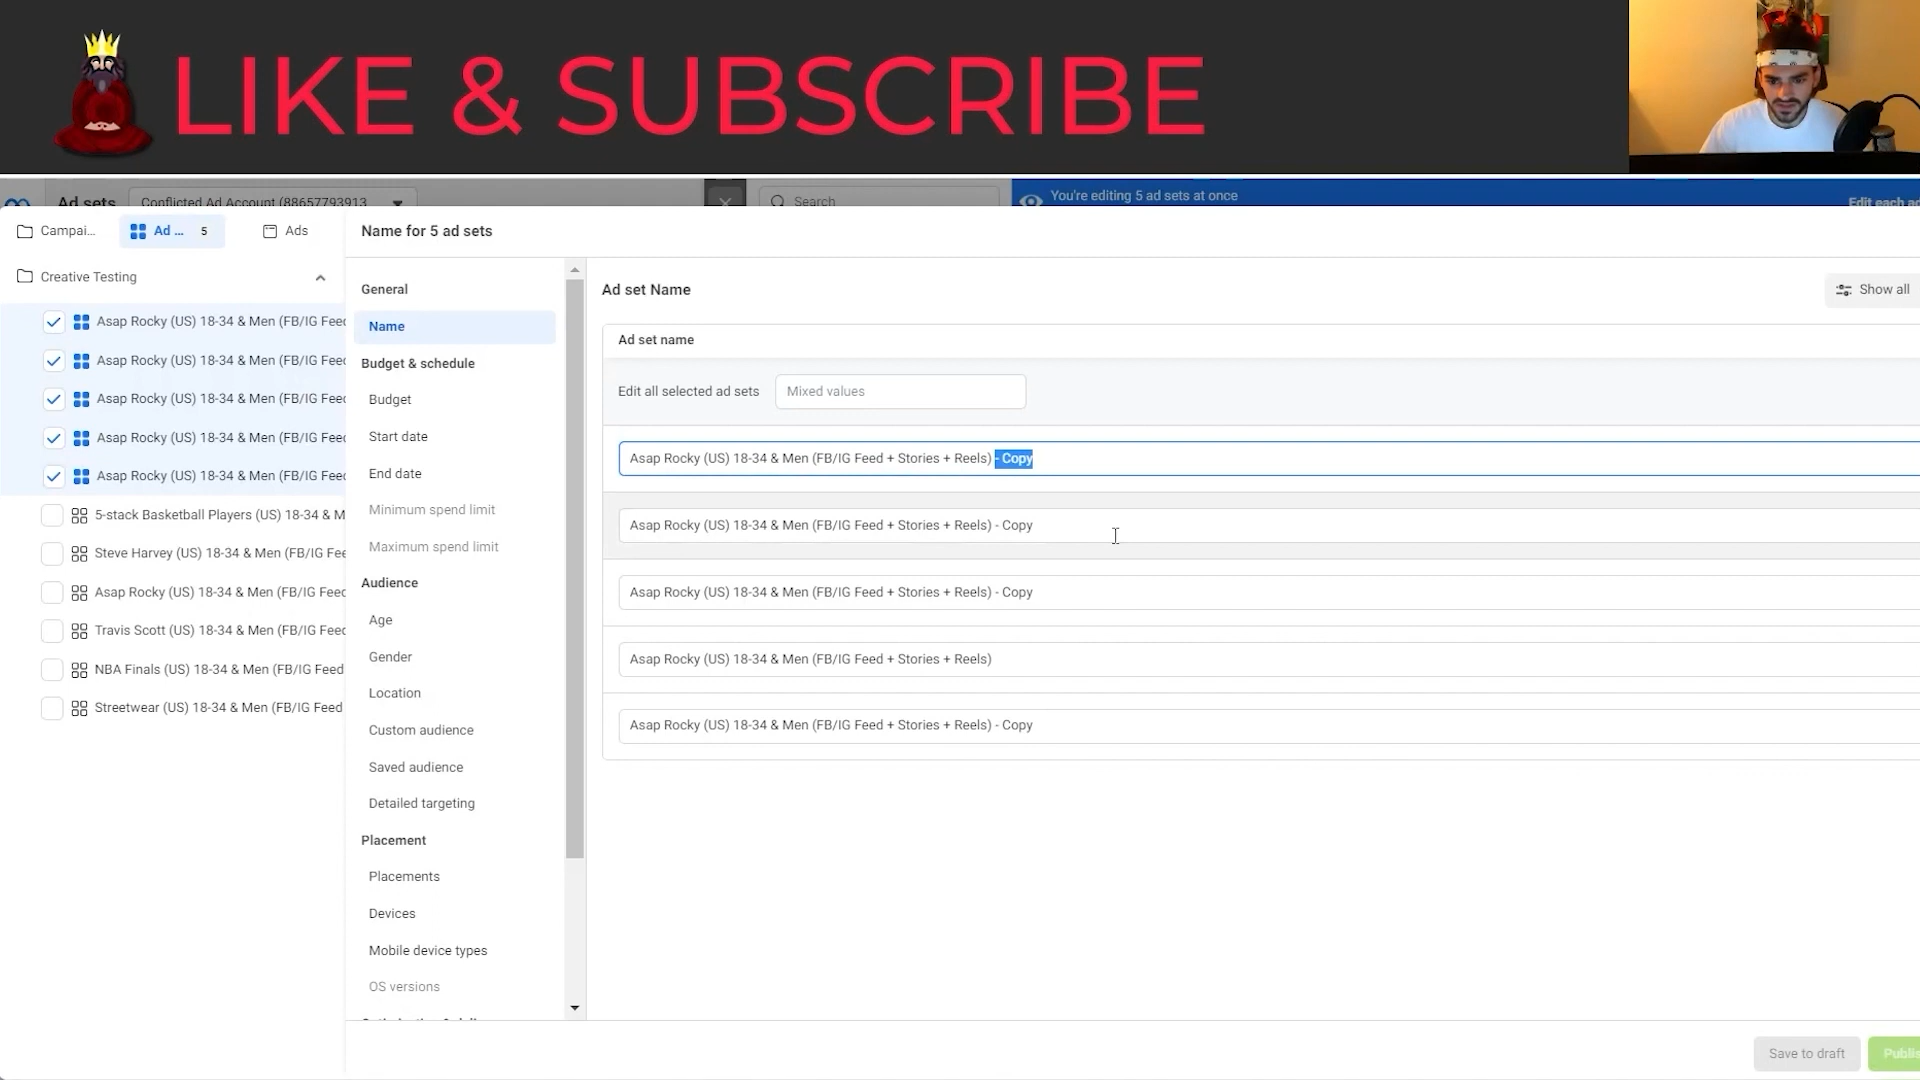 LIKE & SUBSCRIBE
Ad sets
Conflicted Ad Account (88657793913
Search
You're editing 5 ad sets at once
Edit each ad
Campai...
Ad ...
5
Ads
Name for 5 ad sets
Creative Testing
Asap Rocky (US) 18-34 & Men (FB/IG Feed
Asap Rocky (US) 18-34 & Men (FB/IG Feed
Asap Rocky (US) 18-34 & Men (FB/IG Feed
Asap Rocky (US) 18-34 & Men (FB/IG Feed
Asap Rocky (US) 18-34 & Men (FB/IG Feed
5-stack Basketball Players (US) 18-34 & M
Steve Harvey (US) 18-34 & Men (FB/IG Fee
Asap Rocky (US) 18-34 & Men (FB/IG Feed
Travis Scott (US) 18-34 & Men (FB/IG Feed
NBA Finals (US) 18-34 & Men (FB/IG Feed
Streetwear (US) 18-34 & Men (FB/IG Feed
General
Name
Budget & schedule
Budget
Start date
End date
Minimum spend limit
Maximum spend limit
Audience
Age
Gender
Location
Custom audience
Saved audience
Detailed targeting
Placement
Placements
Devices
Mobile device types
OS versions
Ad set Name
Show all
Ad set name
Edit all selected ad sets
Mixed values
Asap Rocky (US) 18-34 & Men (FB/IG Feed + Stories + Reels) - Copy
Asap Rocky (US) 18-34 & Men (FB/IG Feed + Stories + Reels) - Copy
Asap Rocky (US) 18-34 & Men (FB/IG Feed + Stories + Reels) - Copy
Asap Rocky (US) 18-34 & Men (FB/IG Feed + Stories + Reels)
Asap Rocky (US) 18-34 & Men (FB/IG Feed + Stories + Reels) - Copy
Save to draft
Publis